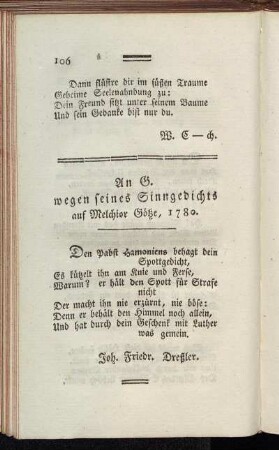 106
Dann flüstre dir im süßen Traume
Geheime Seelenahndung zu:
Dein Freund sitzt unter seinem Baume
Und sein Gedanke bist nur du.
W. C — ch.
An G.
wegen seines Sinngedichts
auf Melchior Götze, 1780.
Den Pabst Hamoniens behagt dein
Spottgedicht,
Es kützelt ihn am Knie und Ferse,
Warum? er hält den Spott für Strafe
nicht
Der macht ihn nie erzürnt, nie böse:
Denn er behält den Himmel noch allein,
Und hat durch dein Geschenk mit Luther
was gemein.
Joh. Friedr. Dreßler.